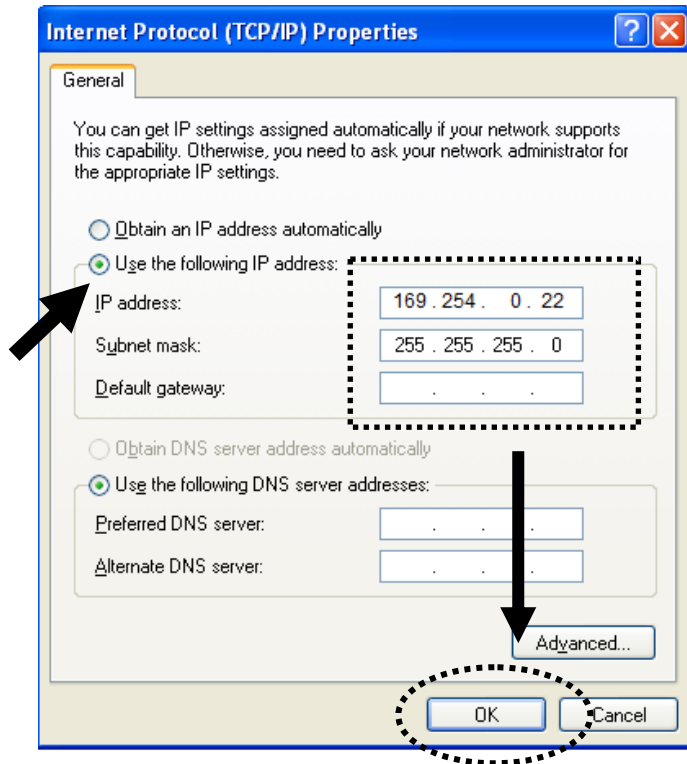 Internet Protocol (TCP/IP) Properties
General
You can get IP settings assigned automatically if your network supports
this capability. Otherwise, you need to ask your network administrator for
the appropriate IP settings.
Obtain an IP address automatically
Use the following IP address:
IP address: 169 . 254 . 0 . 22
Subnet mask: 255 . 255 . 255 . 0
Default gateway: . . .
Obtain DNS server address automatically
Use the following DNS server addresses:
Preferred DNS server: . . .
Alternate DNS server: . . .
Advanced...
OK Cancel